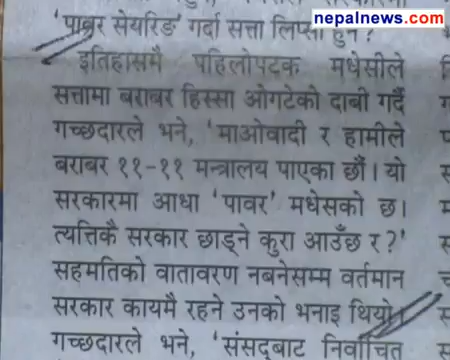 nepalnews.com
'पावर सेयरिङ' गर्दा सत्ता लिप्सा हुन ?
इतिहासमै पहिलोपटक मधेसीले
सत्तामा बराबर हिस्सा ओगटेको दाबी गर्दै
गच्छदारले भने, 'माओवादी र हामीले
बराबर ११-११ मन्त्रालय पाएका छौं । यो
सरकारमा आधा 'पावर' मधेसको छ ।
त्यत्तिकै सरकार छाड्ने कुरा आउँछ र ?'
सहमतिको वातावरण नबनेसम्म वर्तमान
सरकार कायमै रहने उनको भनाइ थियो ।
गच्छदारले भने, 'संसद्बाट निर्वाचित